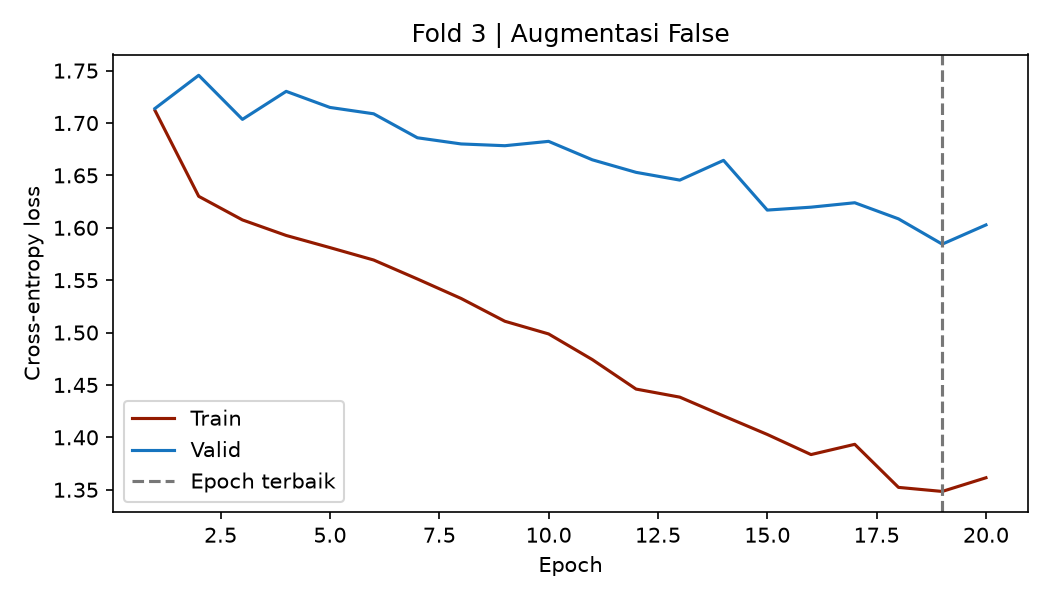 Fold 3 | Augmentasi False
Cross-entropy loss
1.75
1.70
1.65
1.60
1.55
1.50
1.45
1.40
1.35
Train
Valid
Epoch terbaik
2.5 5.0 7.5 10.0 12.5 15.0 17.5 20.0
Epoch